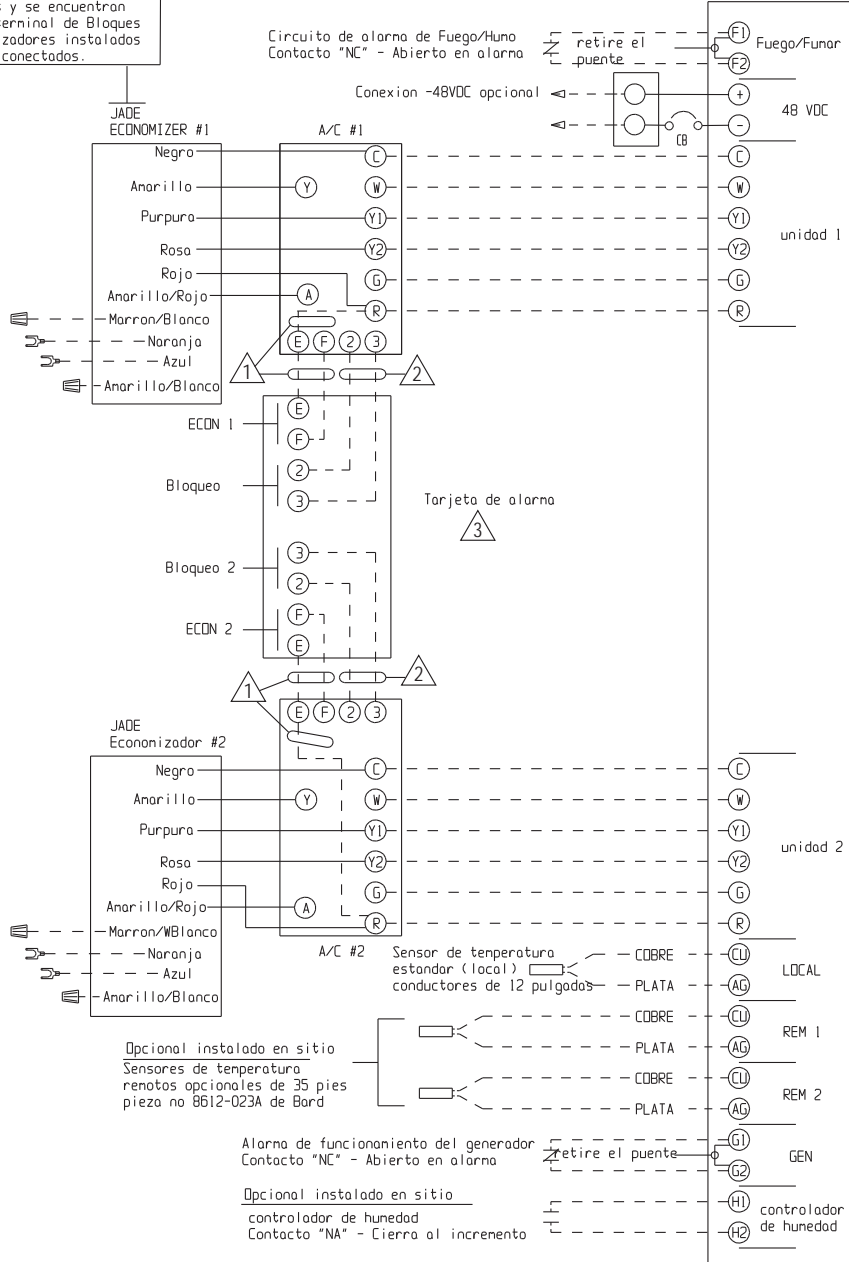 s y se encuentran
terminal de Bloques
izadores instalados
conectados.
Circuito de alarma de Fuego/Humo
Contacto "NC" - Abierto en alarma
retire el
puente
F1
F2
Fuego/Fumar
Conexion -48VDC opcional
CB
+
-
48 VDC
JADE
ECONOMIZER #1
A/C #1
Negro
Amarillo
Purpura
Rosa
Rojo
Amarillo/Rojo
Marron/Blanco
Naranja
Azul
Amarillo/Blanco
Y
A
C
W
Y1
Y2
G
R
E F 2 3
C
W
Y1
Y2
G
R
unidad 1
1
2
ECON 1
Bloqueo
Bloqueo 2
ECON 2
E
F
2
3
3
2
F
E
Tarjeta de alarma
3
1
2
JADE
Economizador #2
E F 2 3
Negro
Amarillo
Purpura
Rosa
Rojo
Amarillo/Rojo
Marron/WBlanco
Naranja
Azul
Amarillo/Blanco
Y
A
C
W
Y1
Y2
G
R
A/C #2
C
W
Y1
Y2
G
R
unidad 2
Sensor de temperatura
estandar (local)
conductores de 12 pulgadas
COBRE
PLATA
CU
AG
LOCAL
COBRE
PLATA
CU
AG
REM 1
Opcional instalado en sitio
Sensores de temperatura
remotos opcionales de 35 pies
pieza no 8612-023A de Bard
COBRE
PLATA
CU
AG
REM 2
Alarma de funcionamiento del generador
Contacto "NC" - Abierto en alarma
retire el puente
G1
G2
GEN
Opcional instalado en sitio
controlador de humedad
Contacto "NA" - Cierra al incremento
H1
H2
controlador
de humedad